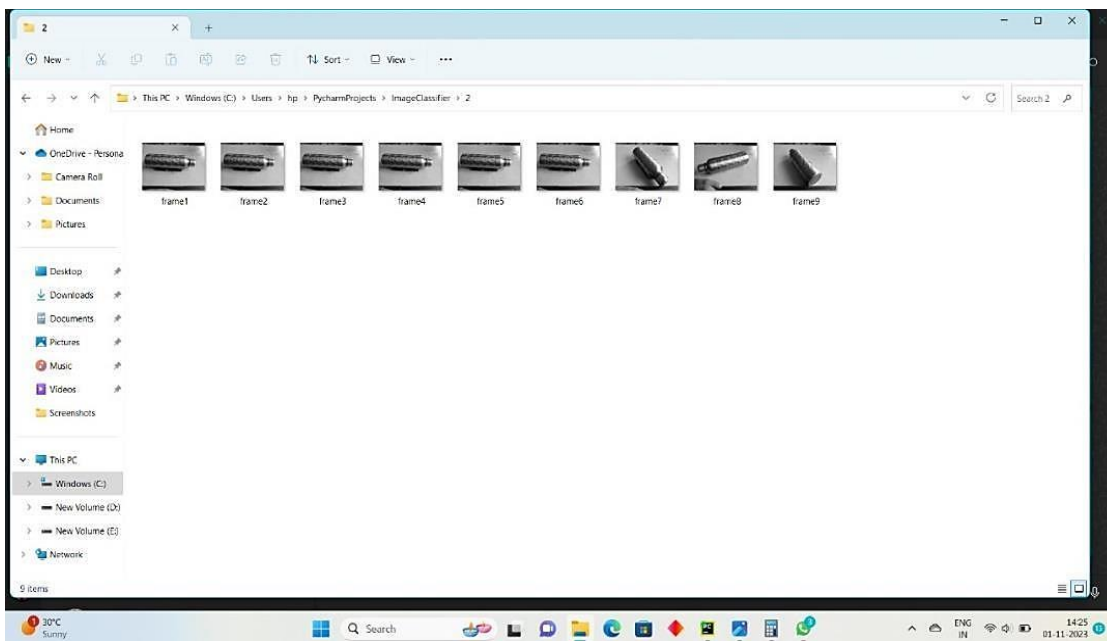 2
New
Sort
View
This PC > Windows (C:) > Users > hp > PycharmProjects > ImageClassifier > 2
Search 2
Home
OneDrive - Persona
Camera Roll
Documents
Pictures
frame1 frame2 frame3 frame4 frame5 frame6 frame7 frame8 frame9
Desktop
Downloads
Documents
Pictures
Music
Videos
Screenshots
This PC
Windows (C:)
New Volume (D:)
New Volume (E:)
Network
9 items
1
30°C
Sunny
Search
ENG
IN
14:25
11-11-2023